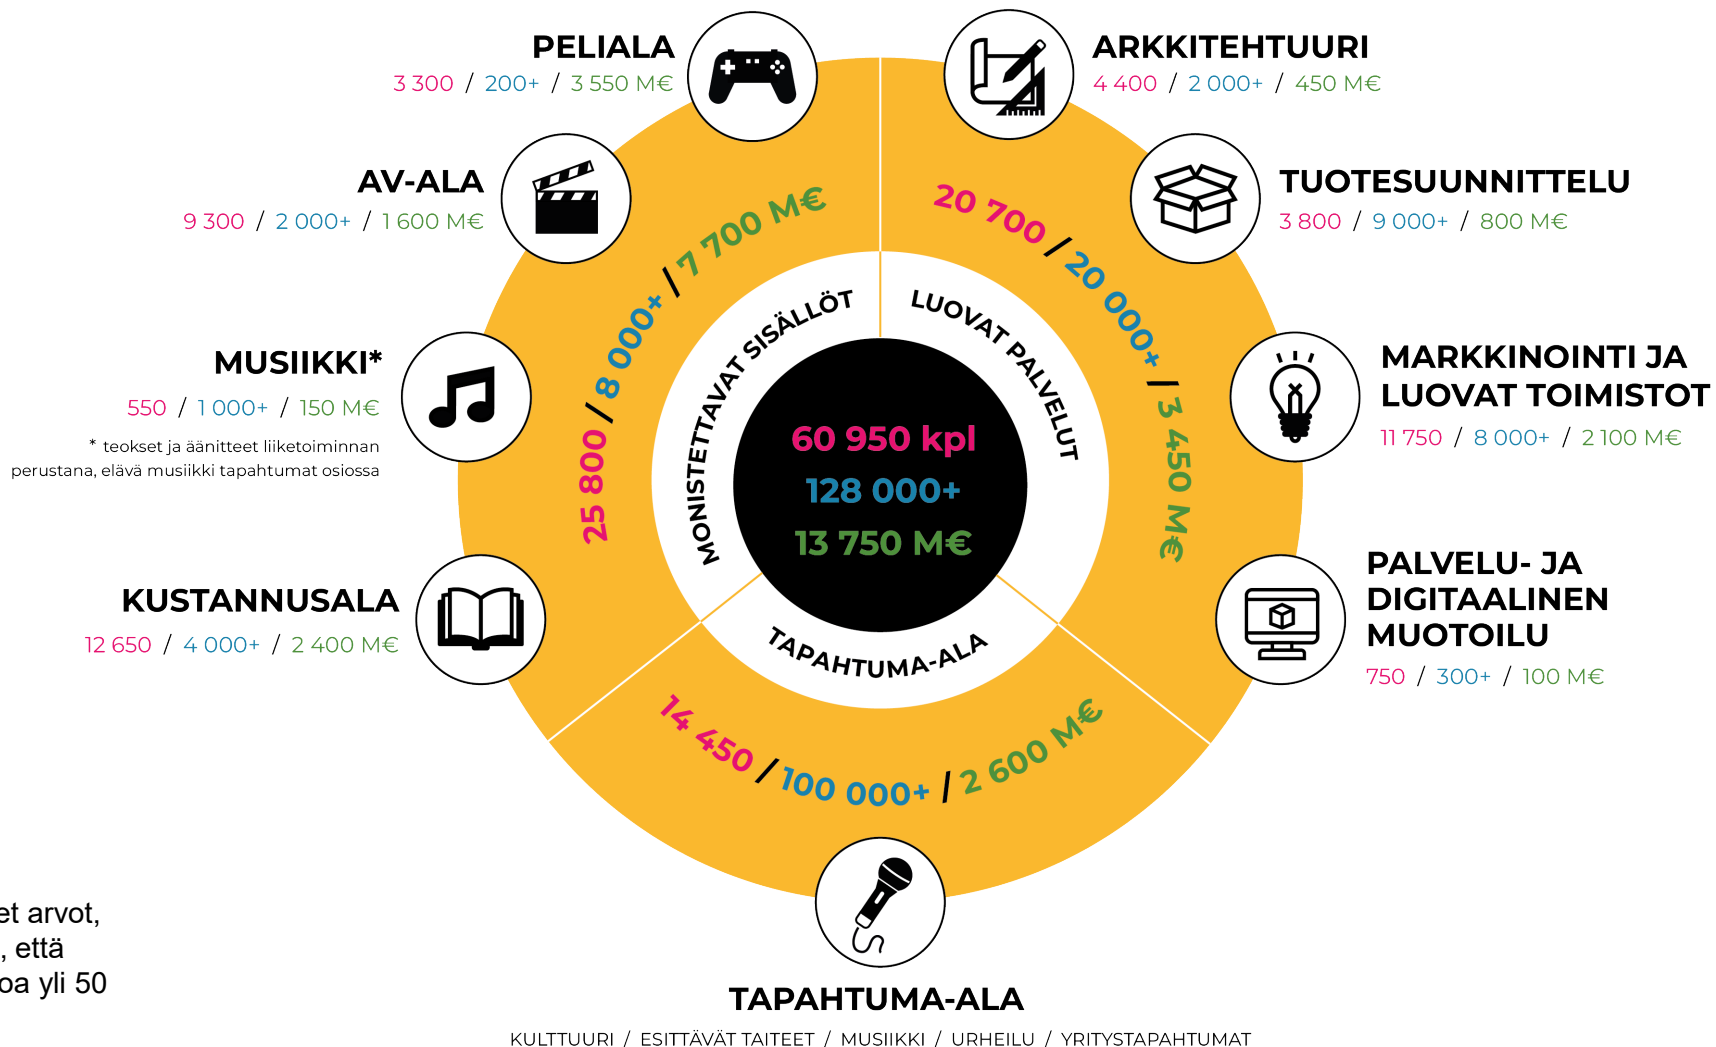 PELIALA
3 300 / 200+ / 3 550 M€
ARKKITEHTUURI
4 400 / 2 000+ / 450 M€
AV-ALA
9 300 / 2 000+ / 1 600 M€
TUOTESUUNNITTELU
3 800 / 9 000+ / 800 M€
MUSIIKKI*
550 / 1 000+ / 150 M€
* teokset ja äänitteet liiketoiminnan
perustana, elävä musiikki tapahtumat osiossa
MARKKINOINTI JA
LUOVAT TOIMISTOT
11 750 / 8 000+ / 2 100 M€
KUSTANNUSALA
12 650 / 4 000+ / 2 400 M€
PALVELU- JA
DIGITAALINEN
MUOTOILU
750 / 300+ / 100 M€
25 800 / 8 000+ / 7 700 M€
20 700 / 20 000+ / 3 450 M€
MONISTETTAVAT SISÄLLÖT
LUOVAT PALVELUT
60 950 kpl
128 000+
13 750 M€
TAPAHTUMA-ALA
14 450 / 100 000+ / 2 600 M€
et arvot,
, että
oa yli 50
TAPAHTUMA-ALA
KULTTUURI / ESITTÄVÄT TAITEET / MUSIIKKI / URHEILU / YRITYSTAPAHTUMAT